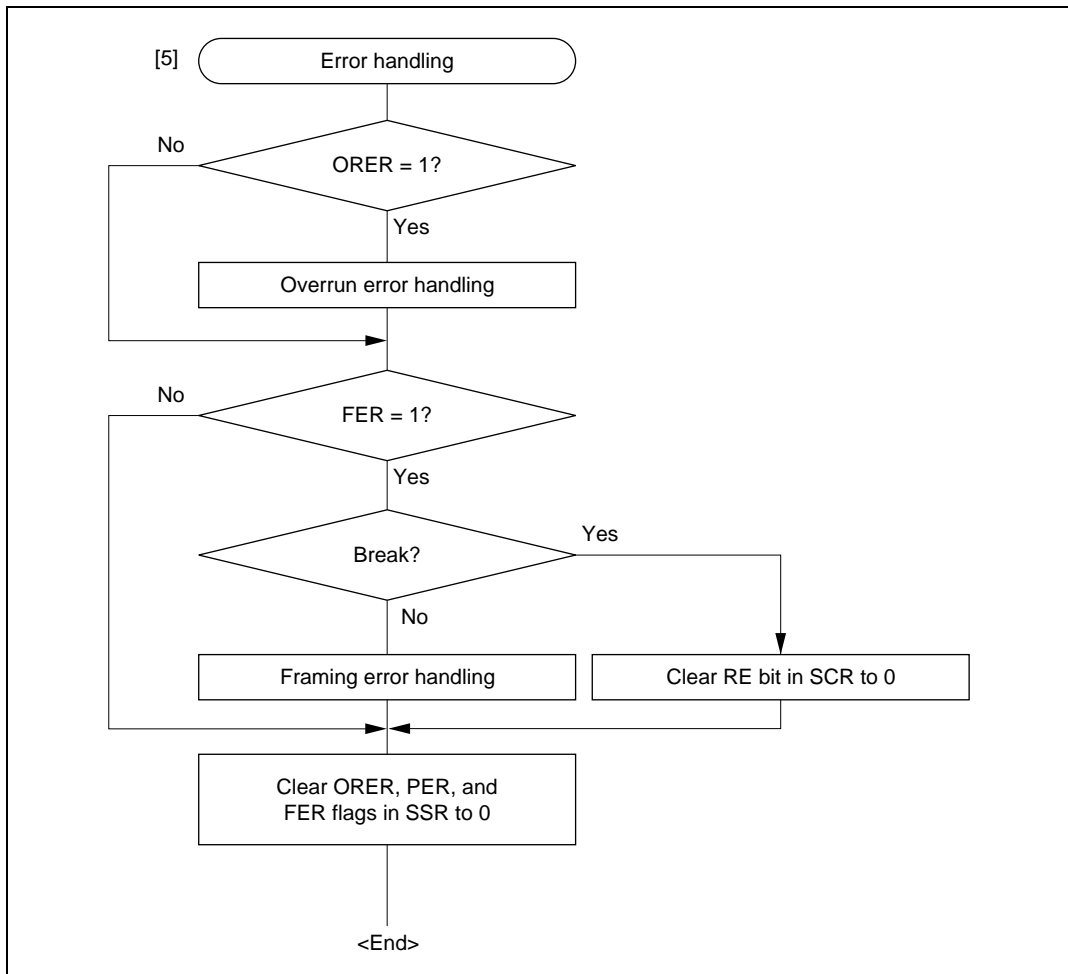 [5]
Error handling
No
ORER = 1?
Yes
Overrun error handling
No
FER = 1?
Yes
Yes
Break?
No
Framing error handling
Clear RE bit in SCR to 0
Clear ORER, PER, and
FER flags in SSR to 0
<End>